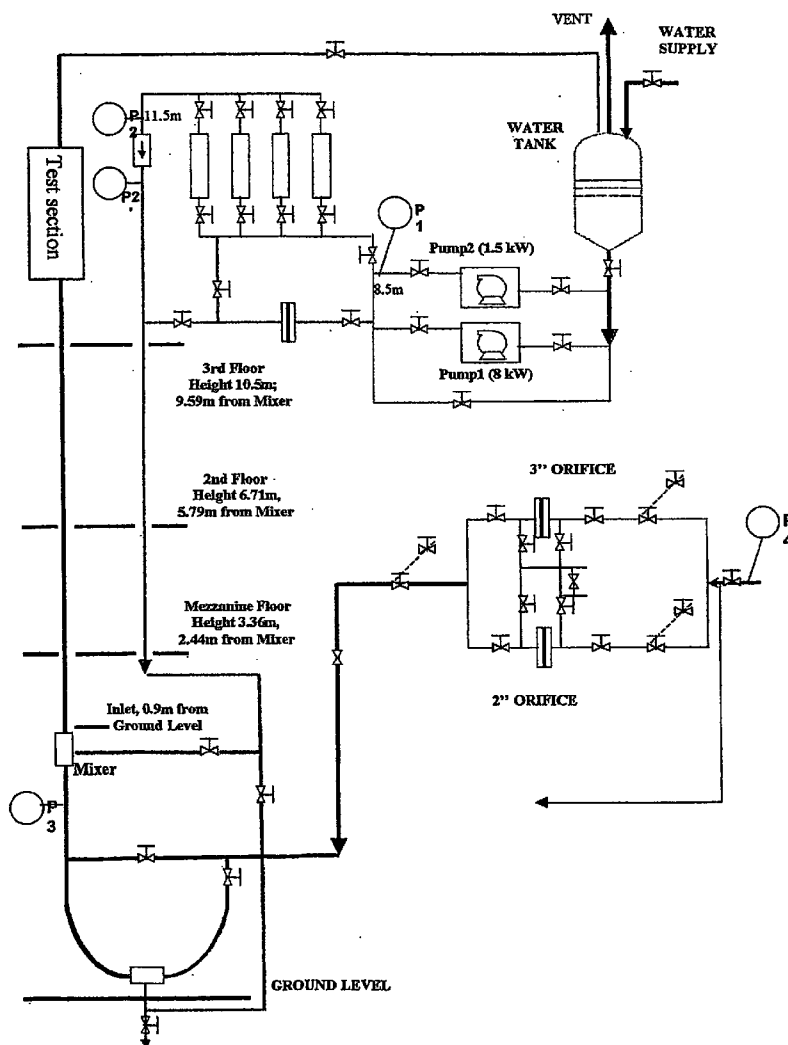 VENT
WATER
SUPPLY
P
2
11.5m
WATER
TANK
P2,
P
1
Test section
Pump2 (1.5 kW)
8.5m
Pump1 (8 kW)
3rd Floor
Height 10.5m;
9.59m from Mixer
2nd Floor
Height 6.71m,
5.79m from Mixer
3” ORIFICE
P
4
Mezzanine Floor
Height 3.36m,
2.44m from Mixer
2” ORIFICE
Inlet, 0.9m from
Ground Level
Mixer
P
3
GROUND LEVEL